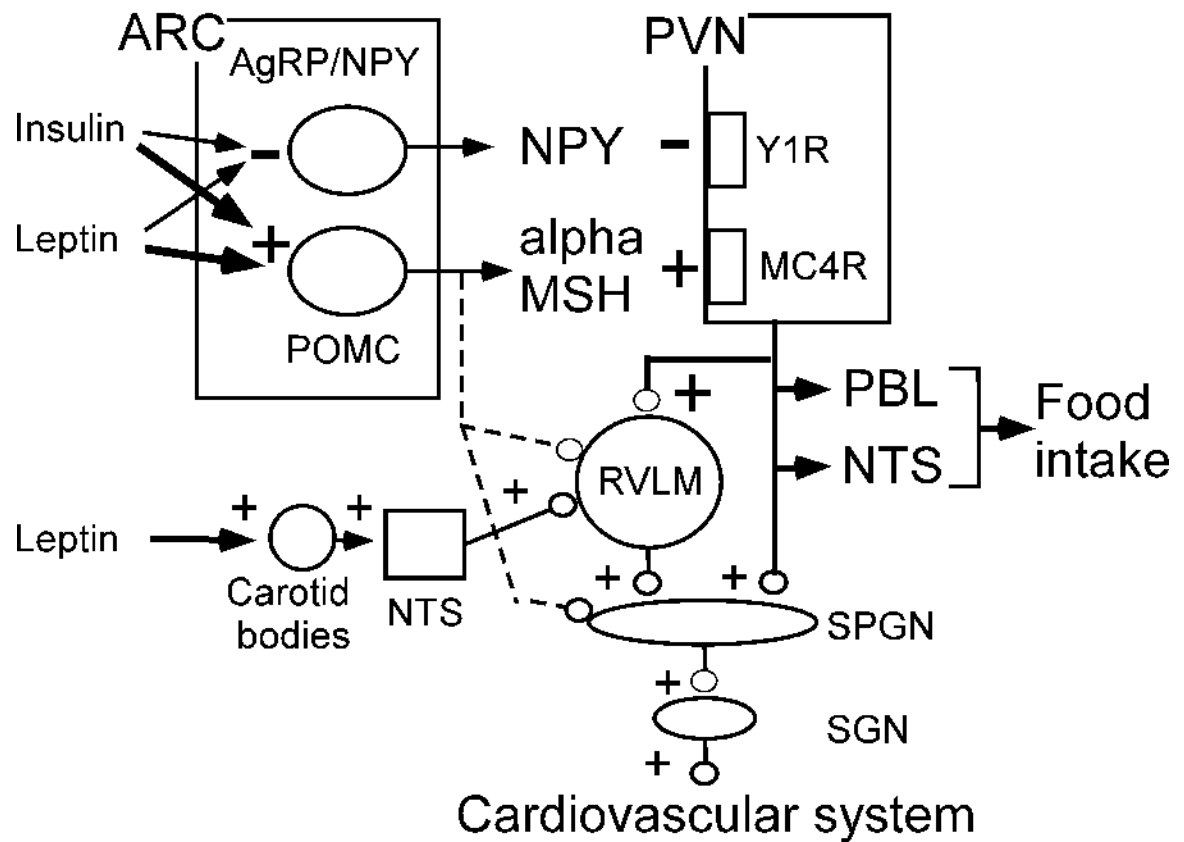 ARC
PVN
AgRP/NPY
Insulin
-
NPY
-
Y1R
Leptin
+
alpha
MSH
+
MC4R
POMC
+
PBL
NTS
Food
intake
RVLM
+
+
+
Leptin
Carotid
bodies
NTS
+
+
SPGN
+
SGN
+
Cardiovascular system